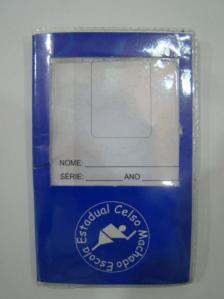 NOME:
SÉRIE: ANO
Escola Estadual Celso Machado